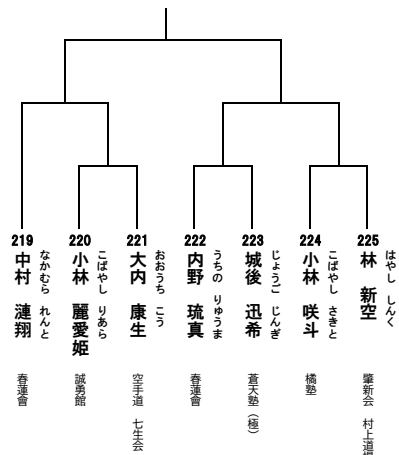 219
中村 漣翔
なかむら れんと
春蓮會
220
小林 麗愛姫
こばやし りあら
誠勇館
221
大内 康生
おおうち こう
空手道 七生会
222
内野 琉真
うちの りゅうま
春蓮會
223
城後 迅希
じょうご じんぎ
蒼天塾(極)
224
小林 咲斗
こばやし さきと
橘塾
225
林 新空
はやし しんく
肇新会 村上道場